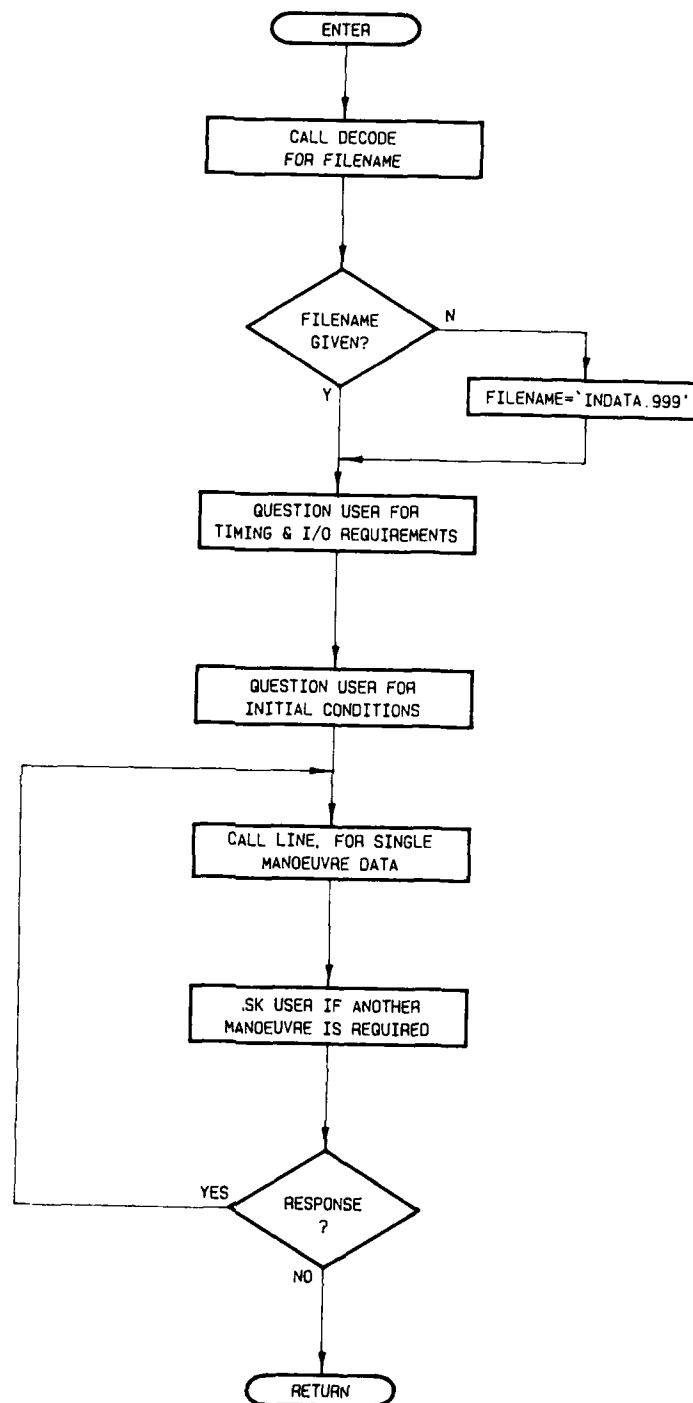 ENTER
CALL DECODE
FOR FILENAME
FILENAME
GIVEN?
N
Y
FILENAME=`INDATA.999'
QUESTION USER FOR
TIMING & I/O REQUIREMENTS
QUESTION USER FOR
INITIAL CONDITIONS
CALL LINE, FOR SINGLE
MANOEUVRE DATA
.SK USER IF ANOTHER
MANOEUVRE IS REQUIRED
YES
RESPONSE
?
NO
RETURN